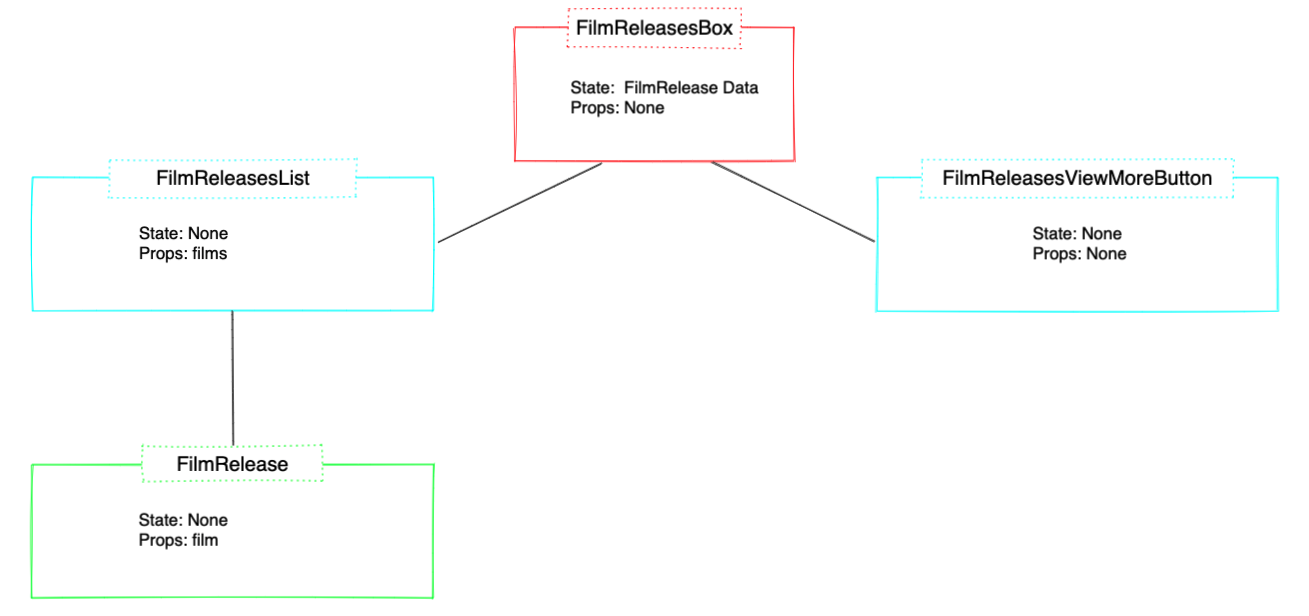 FilmReleasesBox
State:  FilmRelease Data
Props: None
FilmReleasesList
State: None
Props: films
FilmReleasesViewMoreButton
State: None
Props: None
FilmRelease
State: None
Props: film